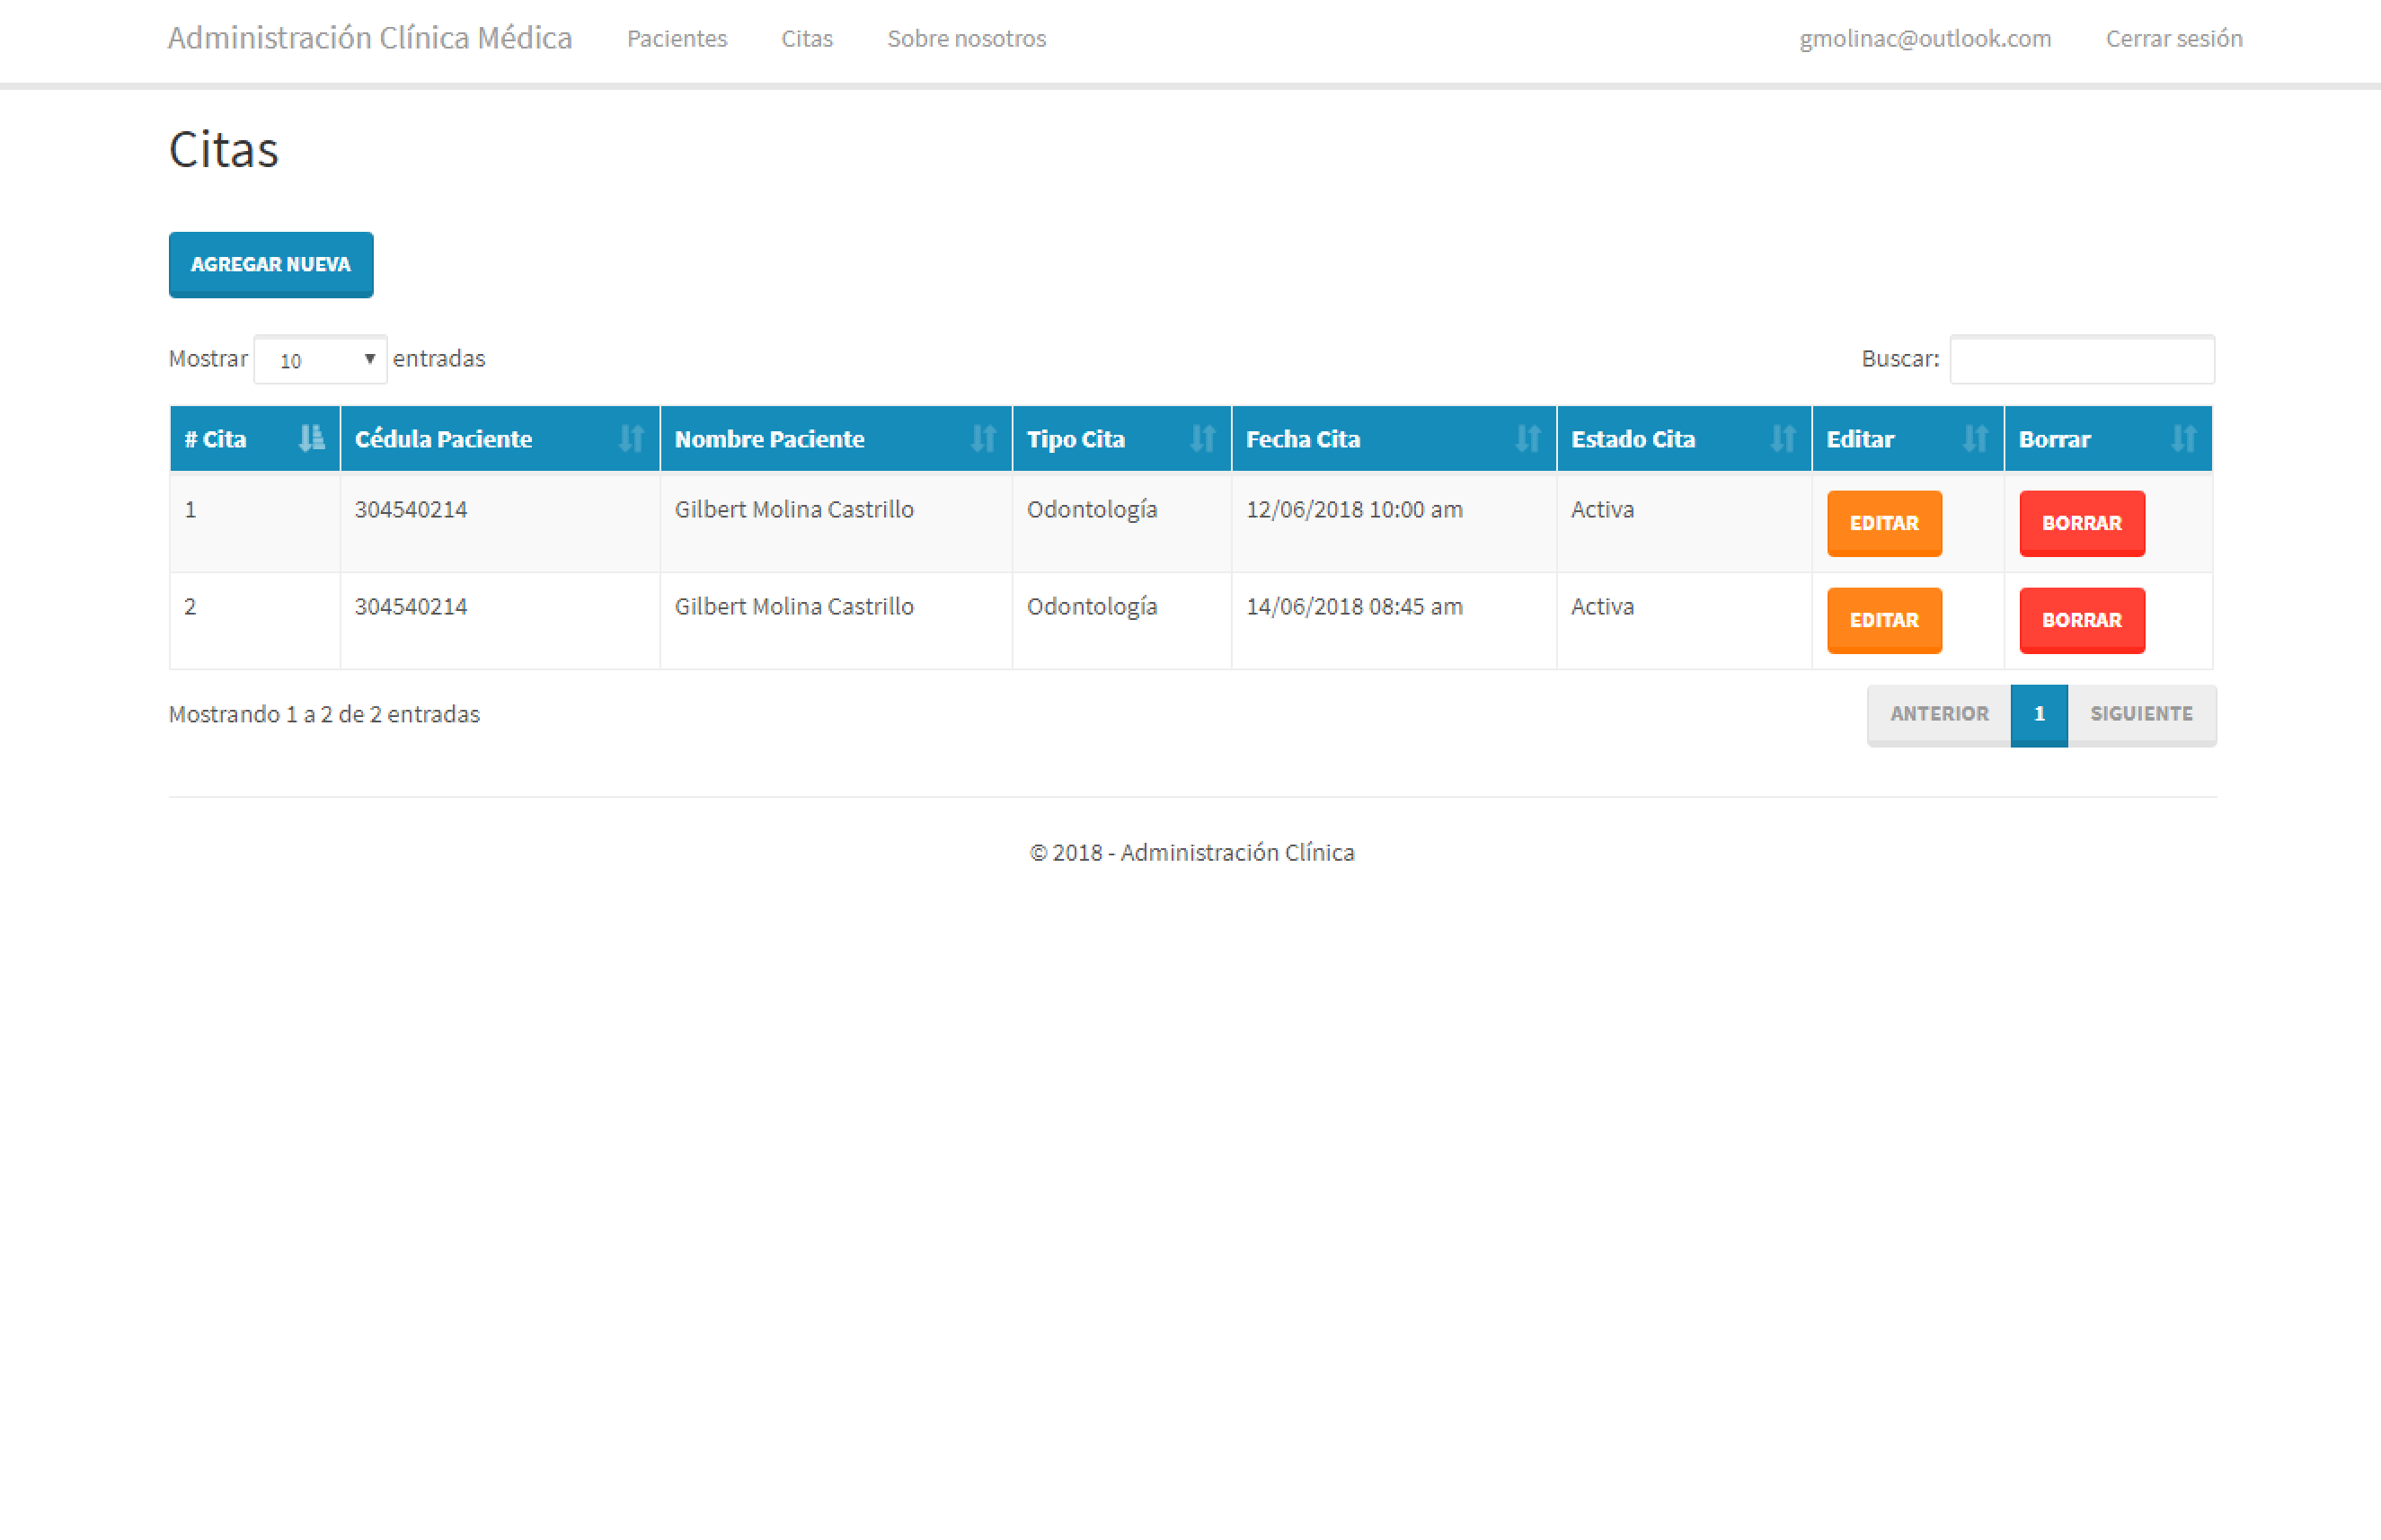 Administración Clínica Médica Pacientes Citas Sobre nosotros gmolinac@outlook.com Cerrar sesión
Citas
AGREGAR NUEVA
Mostrar 10 entradas Buscar:
# Cita Cédula Paciente Nombre Paciente Tipo Cita Fecha Cita Estado Cita Editar Borrar
1 304540214 Gilbert Molina Castrillo Odontología 12/06/2018 10:00 am Activa EDITAR BORRAR
2 304540214 Gilbert Molina Castrillo Odontología 14/06/2018 08:45 am Activa EDITAR BORRAR
Mostrando 1 a 2 de 2 entradas ANTERIOR 1 SIGUIENTE
© 2018 - Administración Clínica